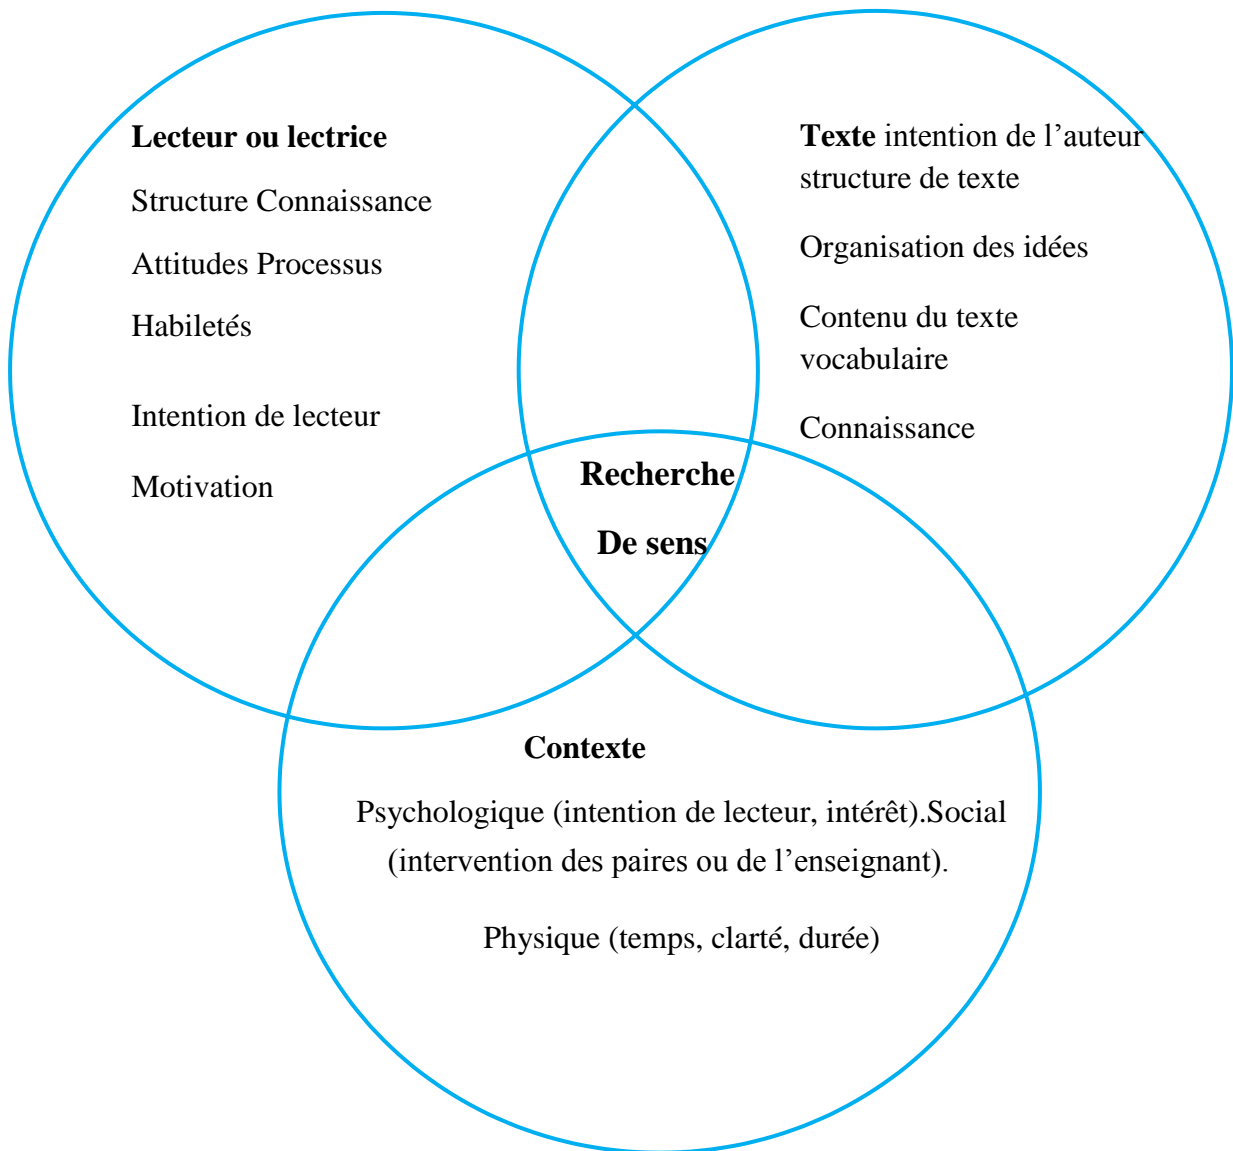 Lecteur ou lectrice
Structure Connaissance
Attitudes Processus
Habiletés
Intention de lecteur
Motivation
Texte intention de l’auteur
structure de texte
Organisation des idées
Contenu du texte
vocabulaire
Connaissance
Recherche
De sens
Contexte
Psychologique (intention de lecteur, intérêt).Social
(intervention des paires ou de l’enseignant).
Physique (temps, clarté, durée)